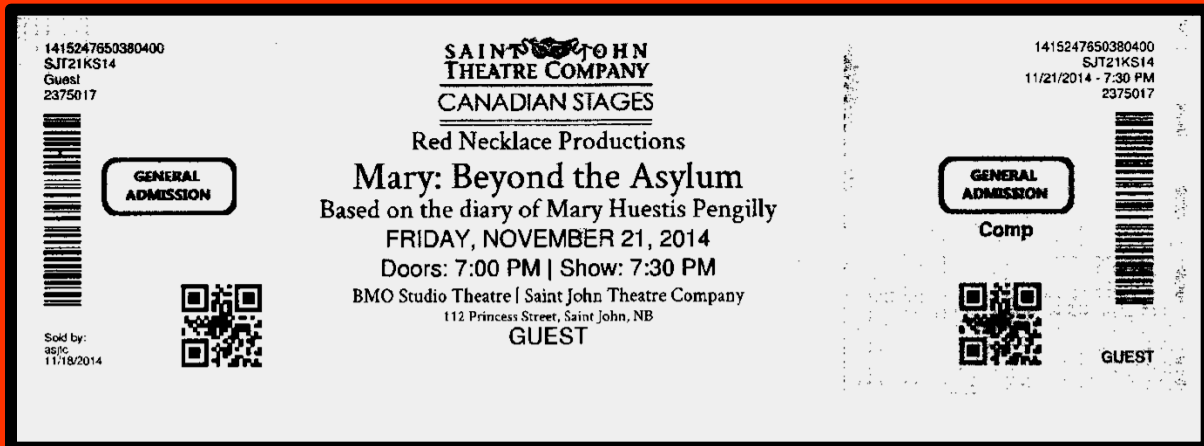 1415247650380400
SJT21KS14
Guest
2375017
GENERAL
ADMISSION
Sold by:
asjtc
11/18/2014
SAINT JOHN
THEATRE COMPANY
CANADIAN STAGES
Red Necklace Productions
Mary: Beyond the Asylum
Based on the diary of Mary Huestis Pengilly
FRIDAY, NOVEMBER 21, 2014
Doors: 7:00 PM | Show: 7:30 PM
BMO Studio Theatre | Saint John Theatre Company
112 Princess Street, Saint John, NB
GUEST
1415247650380400
SJT21KS14
11/21/2014 - 7:30 PM
2375017
GENERAL
ADMISSION
Comp
GUEST